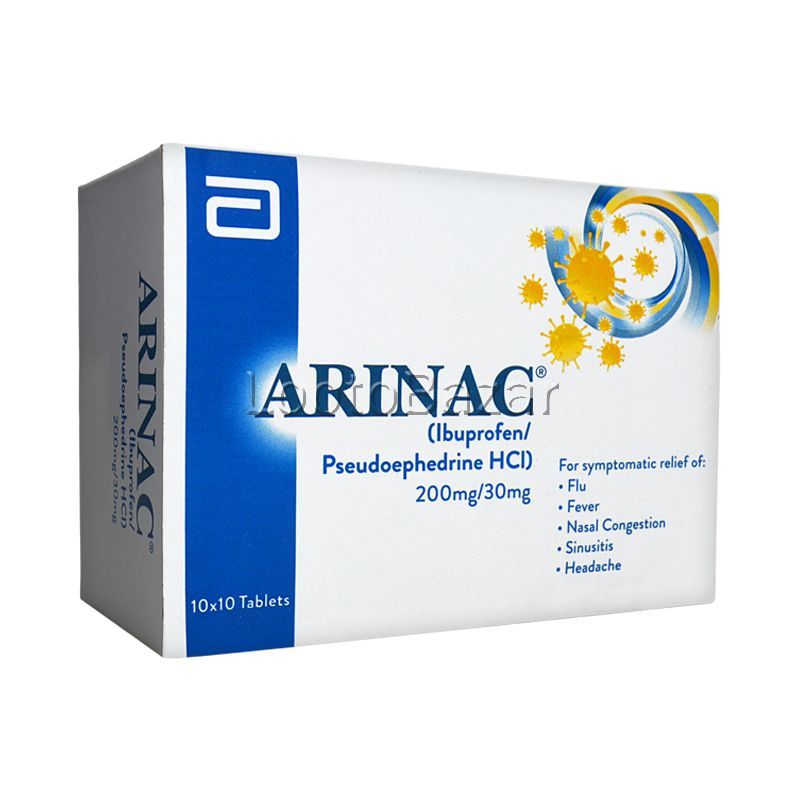 ARINAC®
(Ibuprofen/
Pseudoephedrine HCl)
200mg/30mg
ARINAC®
(Ibuprofen/
Pseudoephedrine HCl)
200mg/30mg
For symptomatic relief of:
• Flu
• Fever
• Nasal Congestion
• Sinusitis
• Headache
10x10 Tablets
LootoBazar